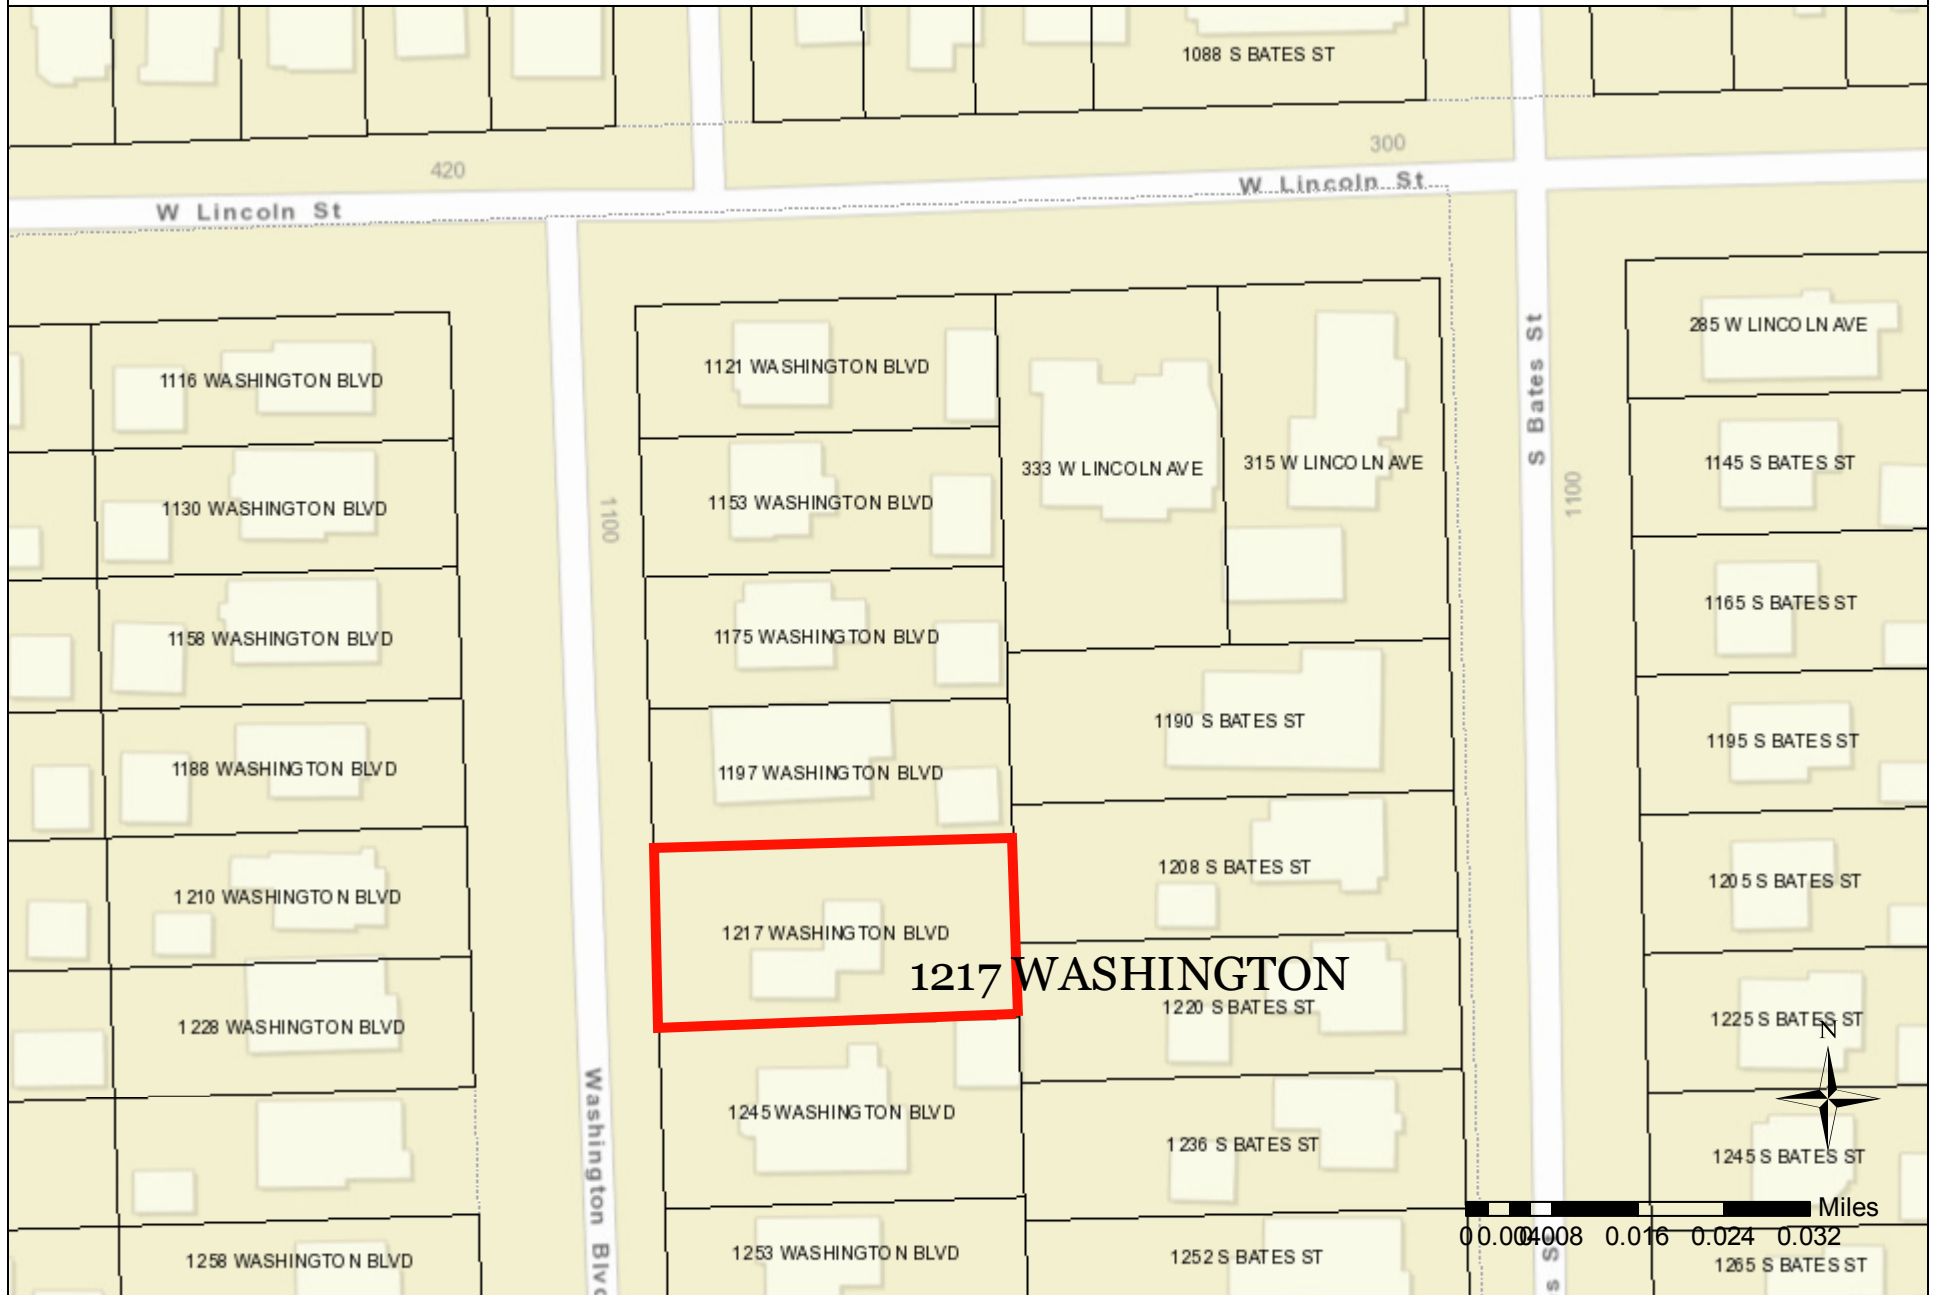 1088 S BATES ST
420
300
W Lincoln St
W Lincoln St
1116 WASHINGTON BLVD
1121 WASHINGTON BLVD
333 W LINCOLN AVE
315 W LINCOLN AVE
S Bates St
285 W LINCOLN AVE
1130 WASHINGTON BLVD
1100
1153 WASHINGTON BLVD
1100
1145 S BATES ST
1158 WASHINGTON BLVD
1175 WASHINGTON BLVD
1165 S BATES ST
1188 WASHINGTON BLVD
1197 WASHINGTON BLVD
1190 S BATES ST
1195 S BATES ST
1210 WASHINGTON BLVD
1217 WASHINGTON BLVD
1208 S BATES ST
1205 S BATES ST
1217 WASHINGTON
1228 WASHINGTON BLVD
1220 S BATES ST
1225 S BATES ST
N
Washington Blvd
1245 WASHINGTON BLVD
1236 S BATES ST
1245 S BATES ST
Miles
0 0.004 0.008 0.016 0.024 0.032
1258 WASHINGTON BLVD
1253 WASHINGTON BLVD
1252 S BATES ST
s St
1265 S BATES ST